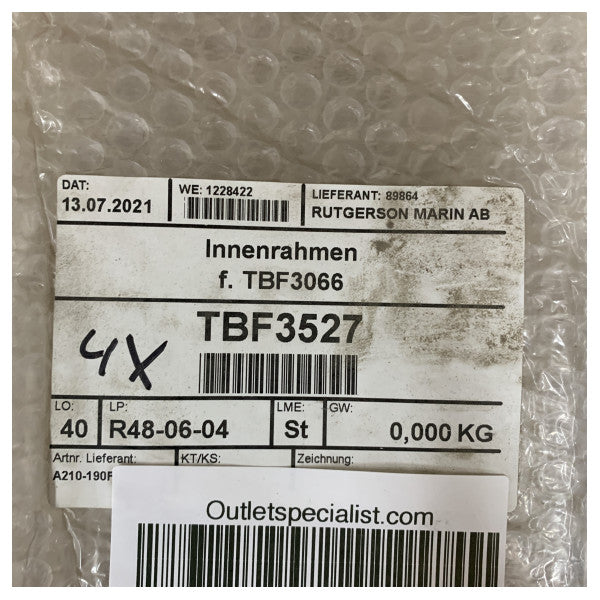 DAT:
13.07.2021
WE: 1228422
LIEFERANT: 89864
RUTGERSON MARIN AB
Innenrahmen
f. TBF3066
TBF3527
4X
LO:
40
LP:
R48-06-04
LME:
St
GW:
0,000 KG
Artnr. Lieferant:
KT/KS:
Zeichnung:
Outletspecialist.com